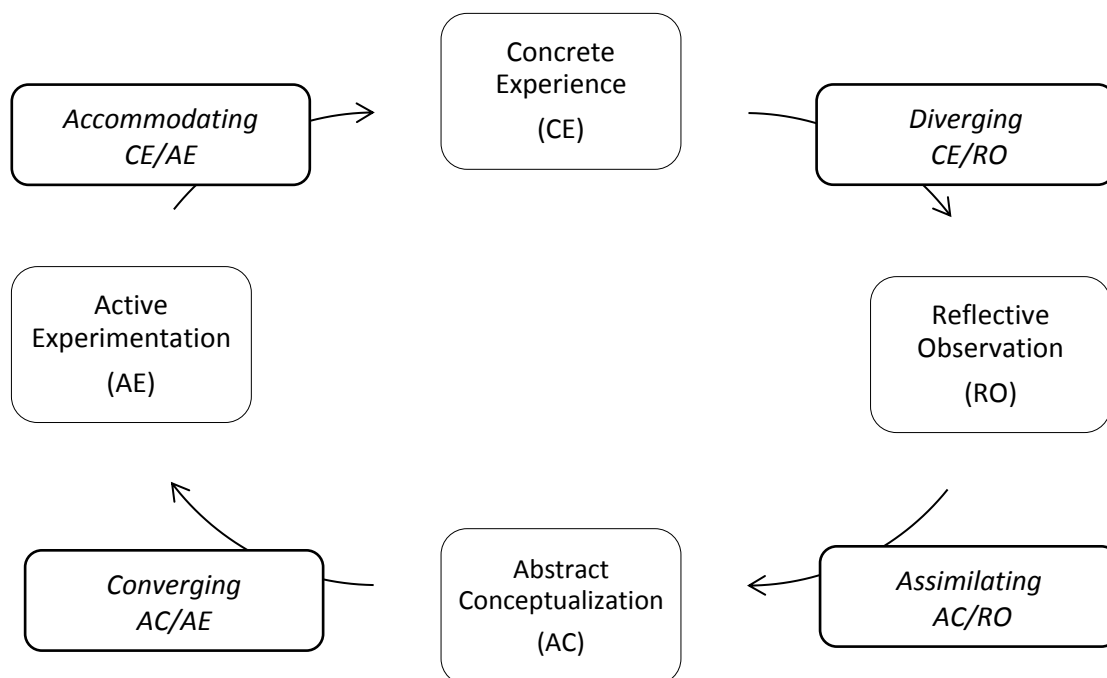 Concrete
Experience
(CE)
Accommodating
CE/AE
Diverging
CE/RO
Active
Experimentation
(AE)
Reflective
Observation
(RO)
Converging
AC/AE
Abstract
Conceptualization
(AC)
Assimilating
AC/RO